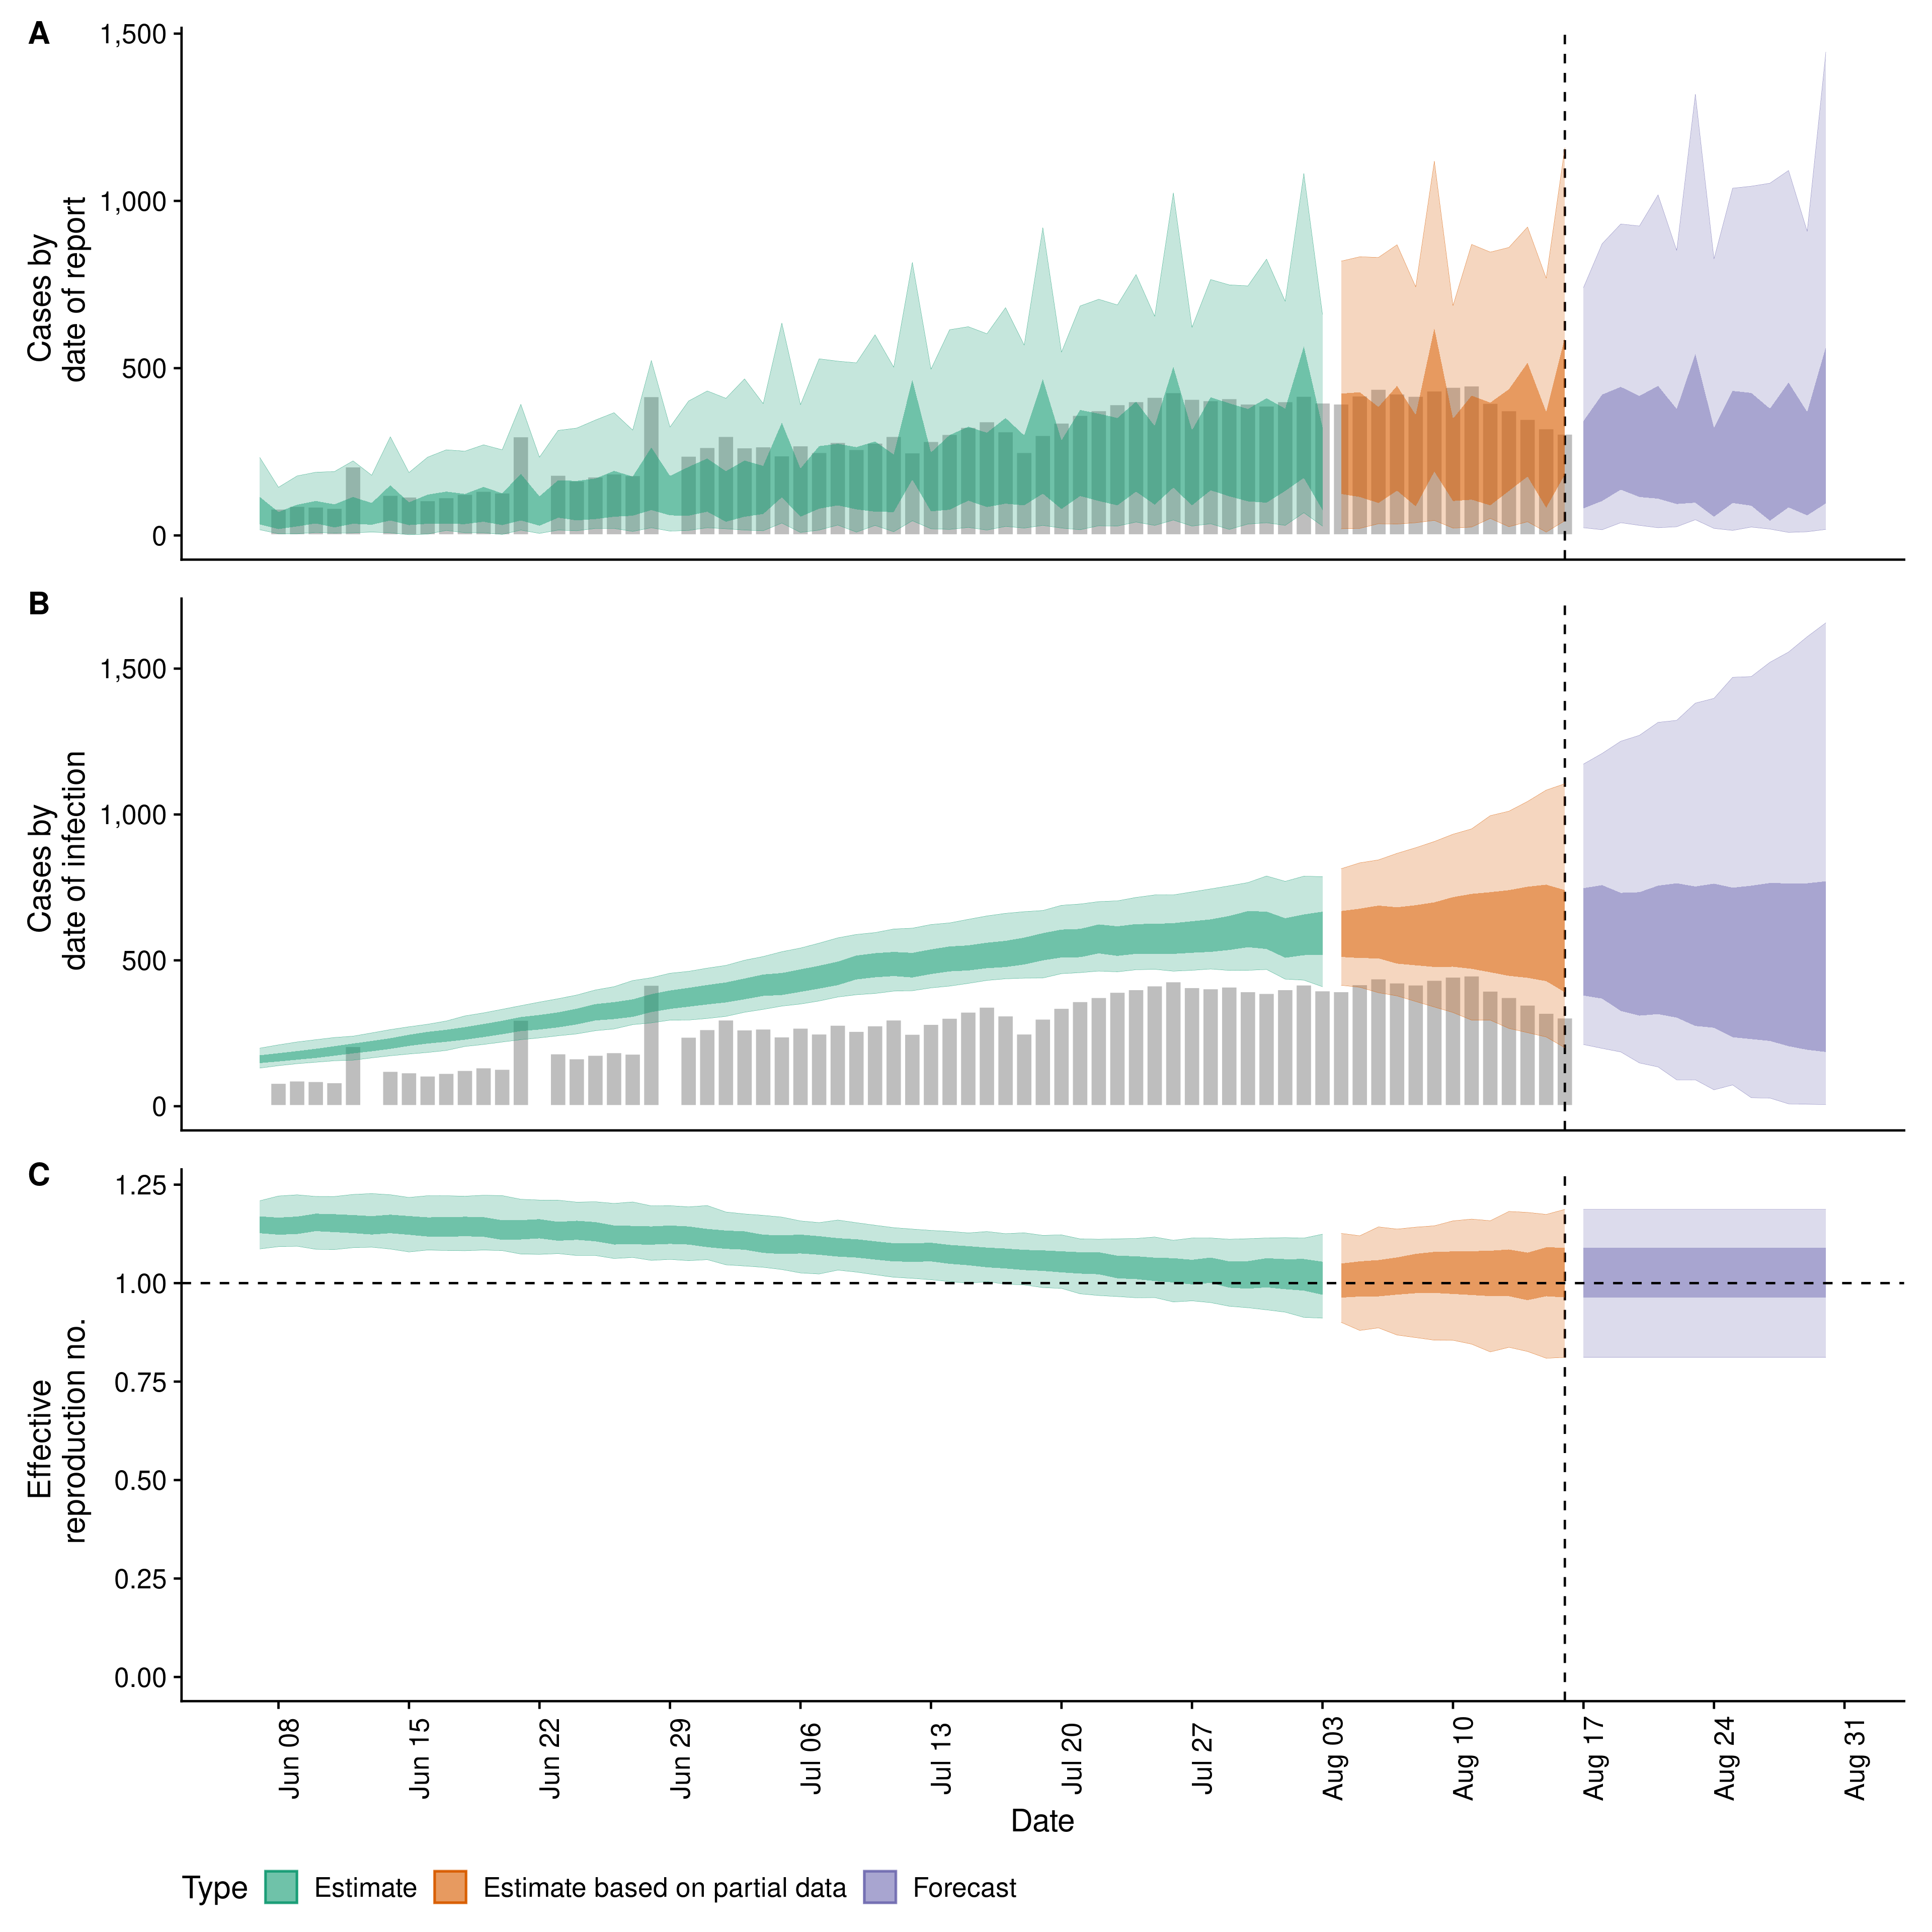 A
Cases by
date of report
1,500
1,000
500
0
B
Cases by
date of infection
1,500
1,000
500
0
C
Effective
reproduction no.
1.25
1.00
0.75
0.50
0.25
0.00
Jun 08
Jun 15
Jun 22
Jun 29
Jul 06
Jul 13
Jul 20
Jul 27
Aug 03
Aug 10
Aug 17
Aug 24
Aug 31
Date
Type Estimate Estimate based on partial data Forecast